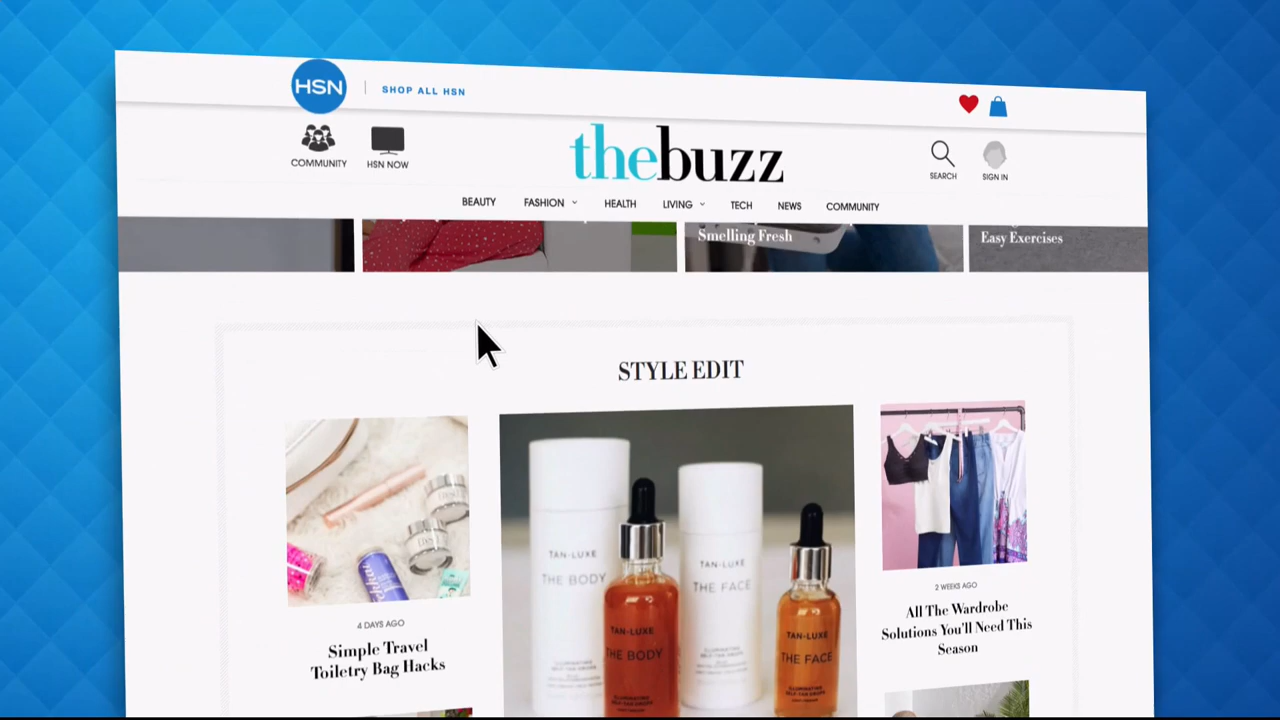 HSN
SHOP ALL HSN
COMMUNITY
HSN NOW
thebuzz
SEARCH
SIGN IN
BEAUTY
FASHION
HEALTH
LIVING
TECH
NEWS
COMMUNITY
Smelling Fresh
Easy Exercises
STYLE EDIT
TAN-LUXE
THE BODY
TAN-LUXE
THE FACE
TAN-LUXE
THE BODY
TAN-LUXE
THE FACE
4 DAYS AGO
Simple Travel
Toiletry Bag Hacks
2 WEEKS AGO
All The Wardrobe
Solutions You'll Need This
Season